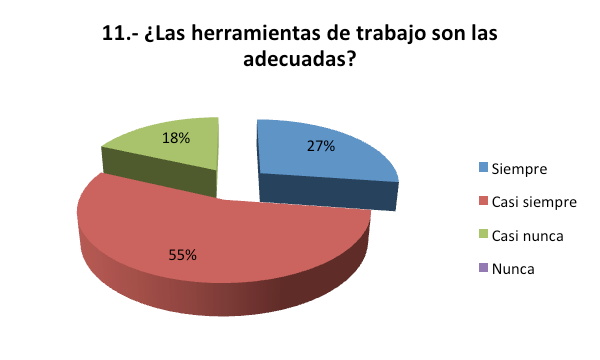 11.- ¿Las herramientas de trabajo son las
adecuadas?
18%
27%
55%
Siempre
Casi siempre
Casi nunca
Nunca